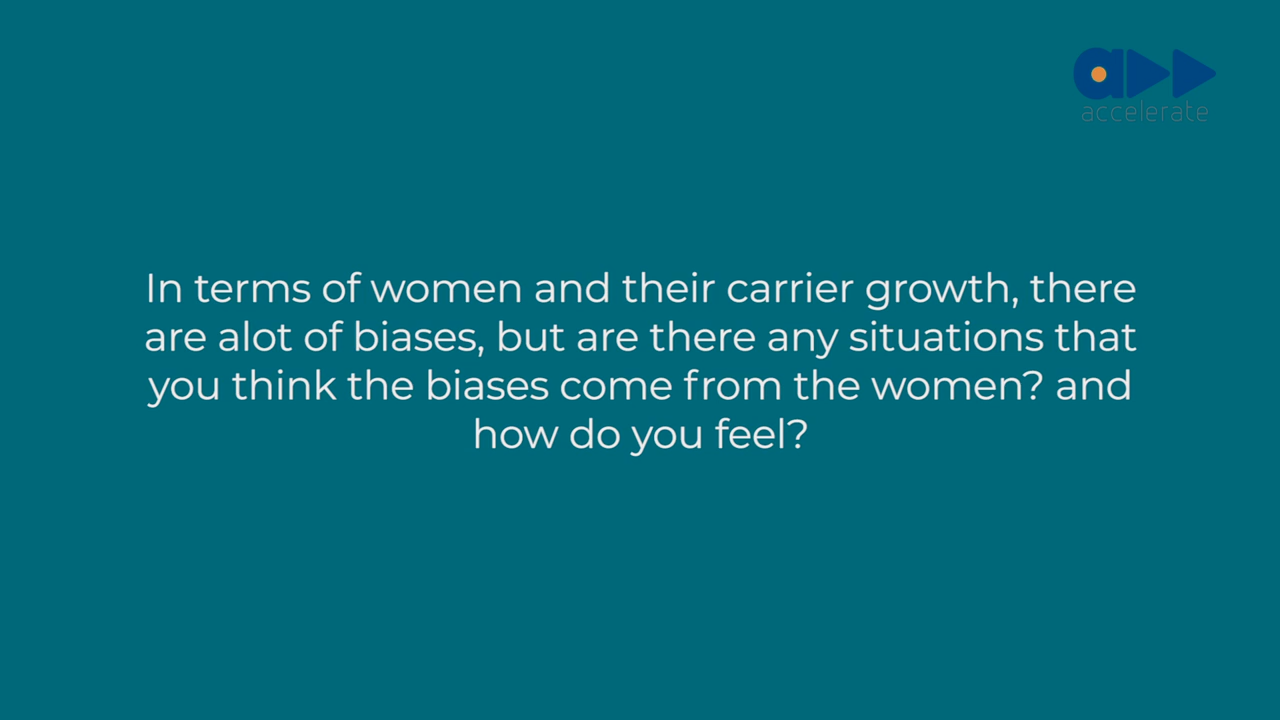 a
accelerate
In terms of women and their carrier growth, there
are alot of biases, but are there any situations that
you think the biases come from the women? and
how do you feel?